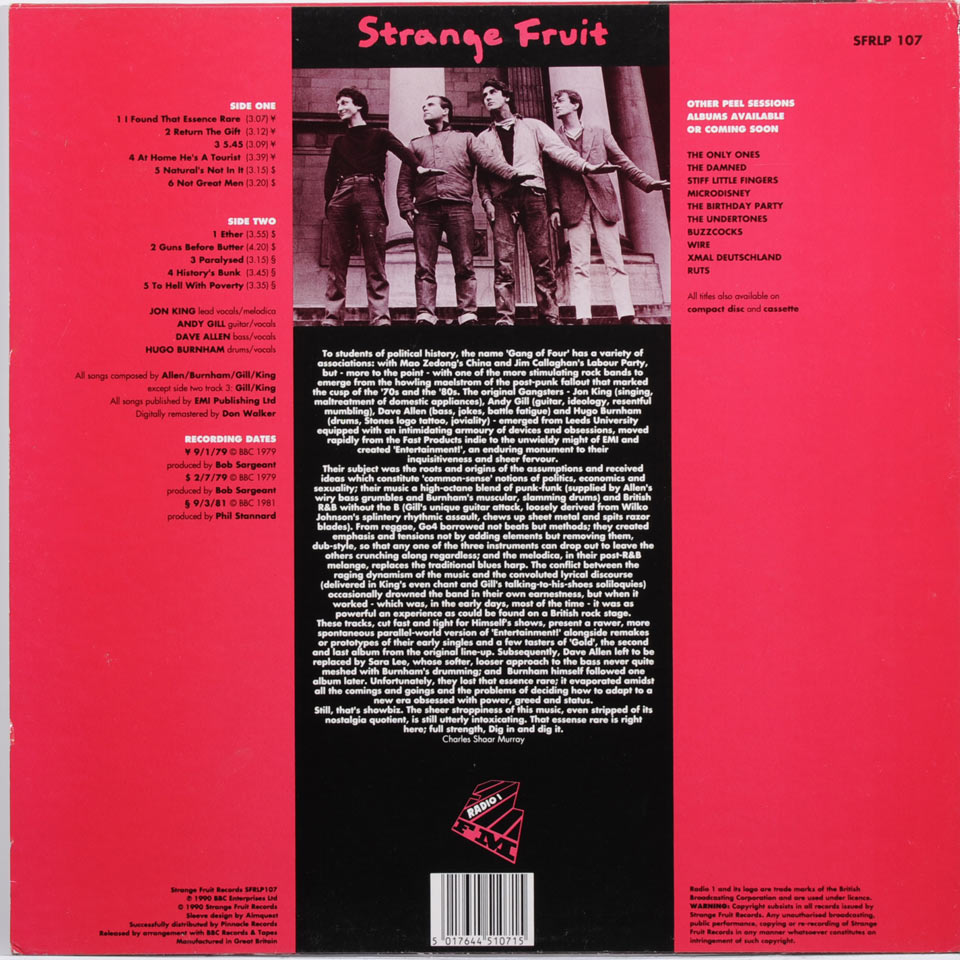 Strange Fruit
SFRLP 107
SIDE ONE
1 I Found That Essence Rare (3.07) ¥
2 Return The Gift (3.12) ¥
3 5.45 (3.09) ¥
4 At Home He's A Tourist (3.39) ¥
5 Natural's Not In It (3.15) $
6 Not Great Men (3.20) $
SIDE TWO
1 Ether (3.55) $
2 Guns Before Butter (4.20) $
3 Paralysed (3.15) §
4 History's Bunk (3.45) §
5 To Hell With Poverty (3.35) §
JON KING lead vocals/melodica
ANDY GILL guitar/vocals
DAVE ALLEN bass/vocals
HUGO BURNHAM drums/vocals
All songs composed by Allen/Burnham/Gill/King
except side two track 3: Gill/King
All songs published by EMI Publishing Ltd
Digitally remastered by Don Walker
RECORDING DATES
¥ 9/1/79 © BBC 1979
produced by Bob Sargeant
$ 2/7/79 © BBC 1979
produced by Bob Sargeant
§ 9/3/81 © BBC 1981
produced by Phil Stannard
Strange Fruit Records SFRLP107
℗ 1990 BBC Enterprises Ltd
© 1990 Strange Fruit Records
Sleeve design by Aimquest
Successfully distributed by Pinnacle Records
Released by arrangement with BBC Records & Tapes
Manufactured in Great Britain
To students of political history, the name 'Gang of Four' has a variety of
associations: with Mao Zedong's China and Jim Callaghan's Labour Party,
but - more to the point - with one of the more stimulating rock bands to
emerge from the howling maelstrom of the post-punk fallout that marked
the cusp of the '70s and the '80s. The original Gangsters - Jon King (singing,
maltreatment of domestic appliances), Andy Gill (guitar, ideology, resentful
mumbling), Dave Allen (bass, jokes, battle fatigue) and Hugo Burnham
(drums, Stones logo tattoo, joviality) - emerged from Leeds University
equipped with an intimidating armoury of devices and obsessions, moved
rapidly from the Fast Products indie to the unwieldy might of EMI and
created 'Entertainment!', an enduring monument to their
inquisitiveness and sheer fervour.
Their subject was the roots and origins of the assumptions and received
ideas which constitute 'common-sense' notions of politics, economics and
sexuality; their music a high-octane blend of punk-funk (supplied by Allen's
wiry bass grumbles and Burnham's muscular, slamming drums) and British
R&B without the B (Gill's unique guitar attack, loosely derived from Wilko
Johnson's splintery rhythmic assault, chews up sheet metal and spits razor
blades). From reggae, Go4 borrowed not beats but methods; they created
emphasis and tensions not by adding elements but removing them,
dub-style, so that any one of the three instruments can drop out to leave the
others crunching along regardless; and the melodica, in their post-R&B
melange, replaces the traditional blues harp. The conflict between the
raging dynamism of the music and the convoluted lyrical discourse
(delivered in King's even chant and Gill's talking-to-his-shoes soliloquies)
occasionally drowned the band in their own earnestness, but when it
worked - which was, in the early days, most of the time - it was as
powerful an experience as could be found on a British rock stage.
These tracks, cut fast and tight for Himself's shows, present a rawer, more
spontaneous parallel-world version of 'Entertainment!' alongside remakes
or prototypes of their early singles and a few tasters of 'Gold', the second
and last album from the original line-up. Subsequently, Dave Allen left to be
replaced by Sara Lee, whose softer, looser approach to the bass never quite
meshed with Burnham's drumming; and Burnham himself followed one
album later. Unfortunately, they lost that essence rare; it evaporated amidst
all the comings and goings and the problems of deciding how to adapt to a
new era obsessed with power, greed and status.
Still, that's showbiz. The sheer stroppiness of this music, even stripped of its
nostalgia quotient, is still utterly intoxicating. That essense rare is right
here; full strength, Dig in and dig it.
Charles Shaar Murray
RADIO 1
FM
5 017644 510715
OTHER PEEL SESSIONS
ALBUMS AVAILABLE
OR COMING SOON
THE ONLY ONES
THE DAMNED
STIFF LITTLE FINGERS
MICRODISNEY
THE BIRTHDAY PARTY
THE UNDERTONES
BUZZCOCKS
WIRE
XMAL DEUTSCHLAND
RUTS
All titles also available on
compact disc and cassette
Radio 1 and its logo are trade marks of the British
Broadcasting Corporation and are used under licence.
WARNING: Copyright subsists in all records issued by
Strange Fruit Records. Any unauthorised broadcasting,
public performance, copying or re-recording of Strange
Fruit Records in any manner whatsoever constitutes an
infringement of such copyright.